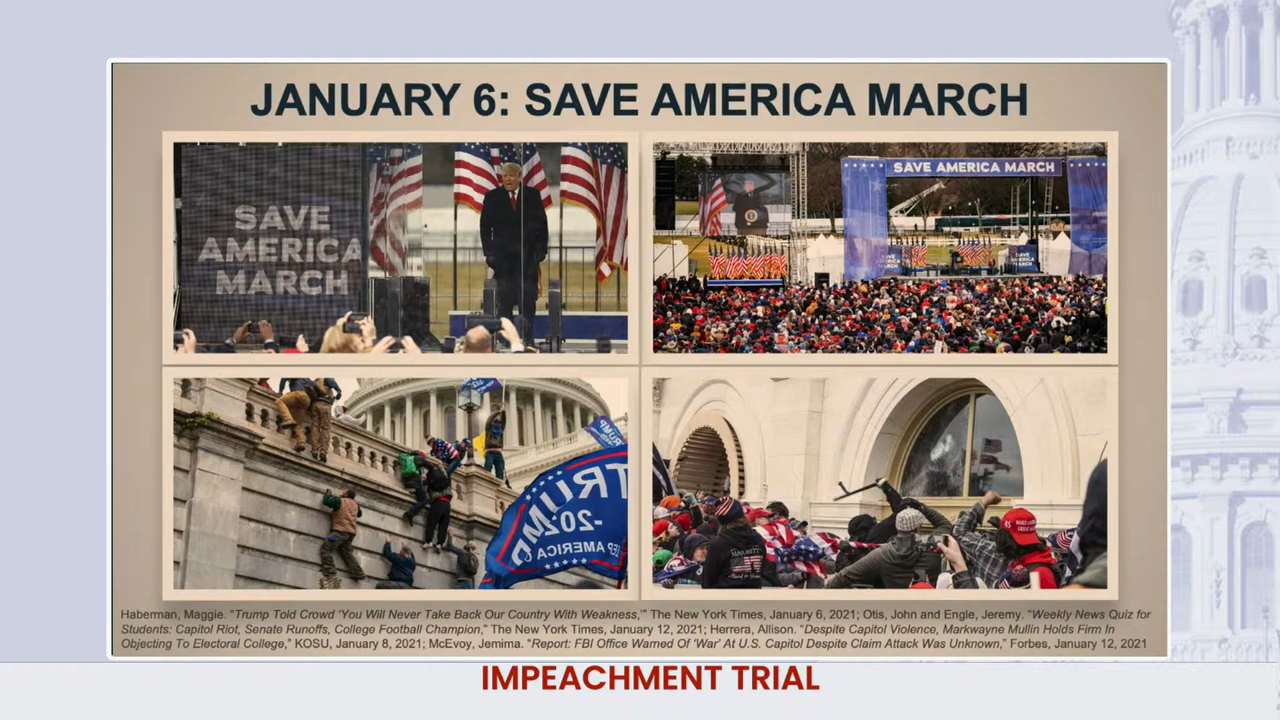 JANUARY 6: SAVE AMERICA MARCH
SAVE
AMERICA
MARCH
SAVE AMERICA MARCH
TRUMP
-2020-
AMERICA
45
Haberman, Maggie. "Trump Told Crowd 'You Will Never Take Back Our Country With Weakness,'" The New York Times, January 6, 2021; Otis, John and Engle, Jeremy. "Weekly News Quiz for
Students: Capitol Riot, Senate Runoffs, College Football Champion," The New York Times, January 12, 2021; Herrera, Allison. "Despite Capitol Violence, Markwayne Mullin Holds Firm In
Objecting To Electoral College," KOSU, January 8, 2021; McEvoy, Jemima. "Report: FBI Office Warned Of 'War' At U.S. Capitol Despite Claim Attack Was Unknown," Forbes, January 12, 2021
IMPEACHMENT TRIAL